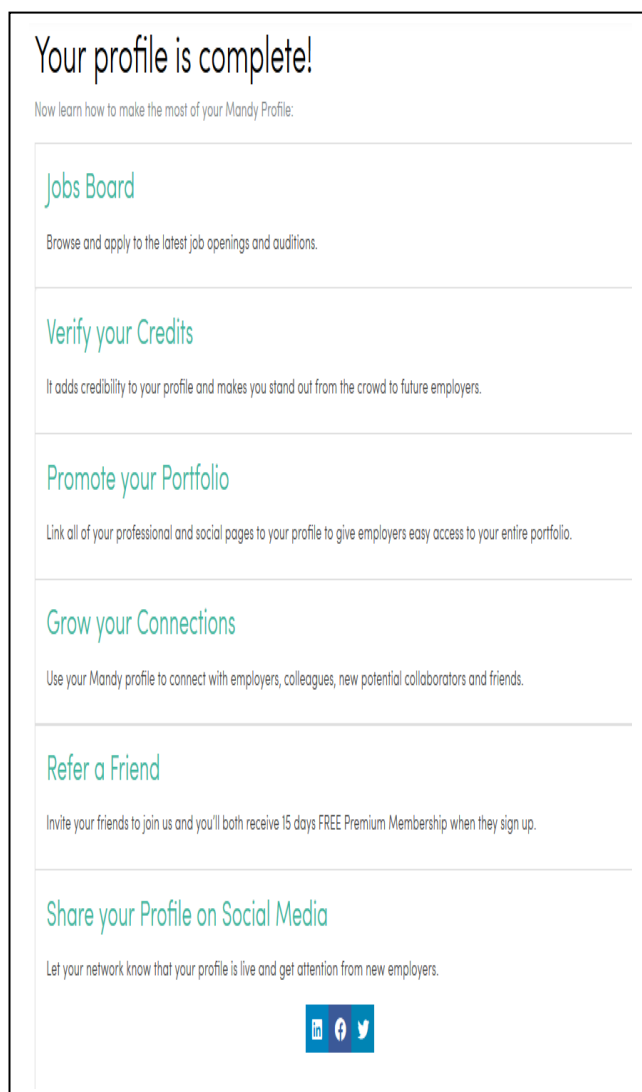 Your profile is complete!
Now learn how to make the most of your Mandy Profile:
Jobs Board
Browse and apply to the latest job openings and auditions.
Verify your Credits
It adds credibility to your profile and makes you stand out from the crowd to future employers.
Promote your Portfolio
Link all of your professional and social pages to your profile to give employers easy access to your entire portfolio.
Grow your Connections
Use your Mandy profile to connect with employers, colleagues, new potential collaborators and friends.
Refer a Friend
Invite your friends to join us and you'll both receive 15 days FREE Premium Membership when they sign up.
Share your Profile on Social Media
Let your network know that your profile is live and get attention from new employers.